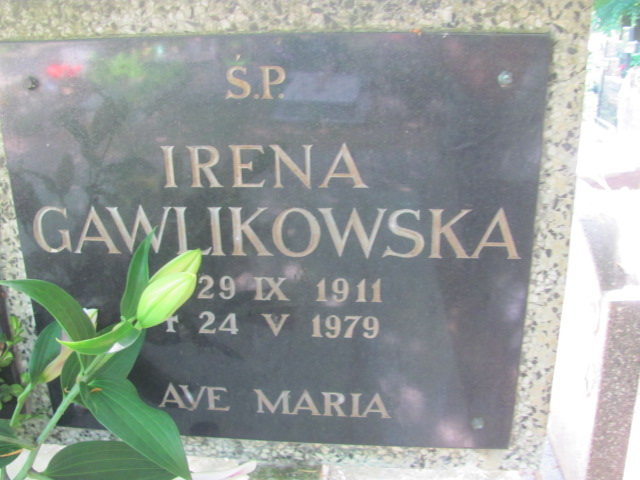 Ś.P.
IRENA
GAWLIKOWSKA
29 IX 1911
† 24 V 1979
AVE MARIA